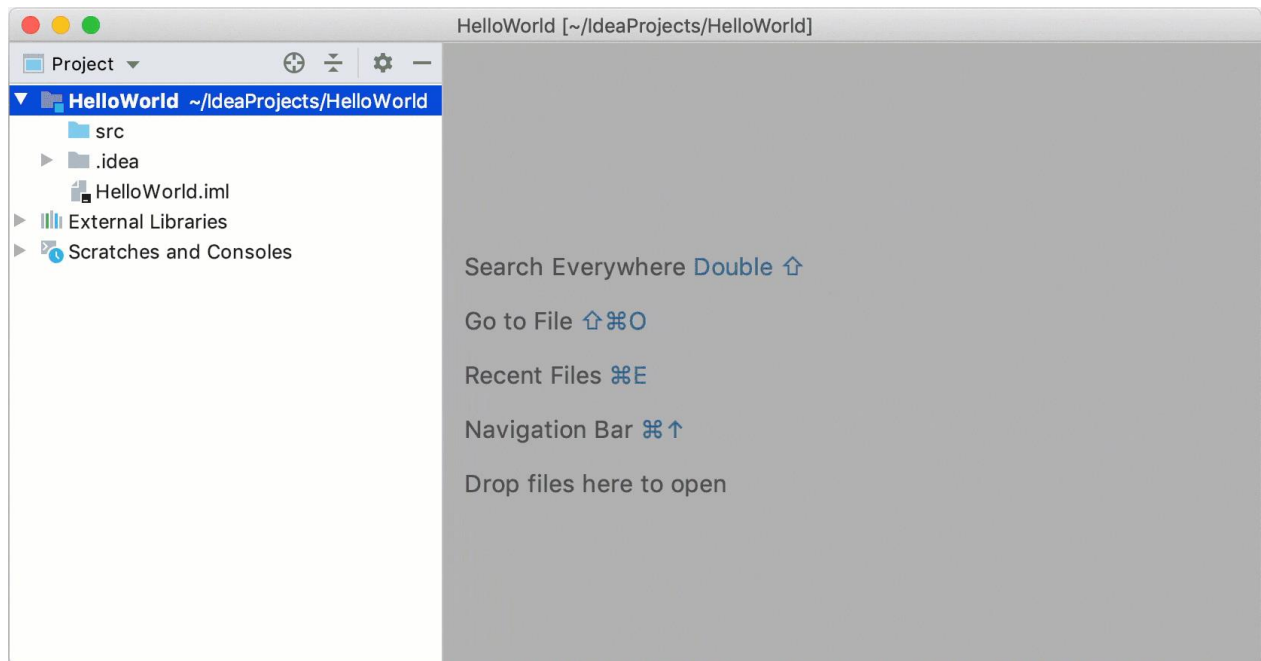 HelloWorld [~/IdeaProjects/HelloWorld]
Project
HelloWorld ~/IdeaProjects/HelloWorld
src
.idea
HelloWorld.iml
External Libraries
Scratches and Consoles
Search Everywhere Double ⇧
Go to File ⇧⌘O
Recent Files ⌘E
Navigation Bar ⌘↑
Drop files here to open